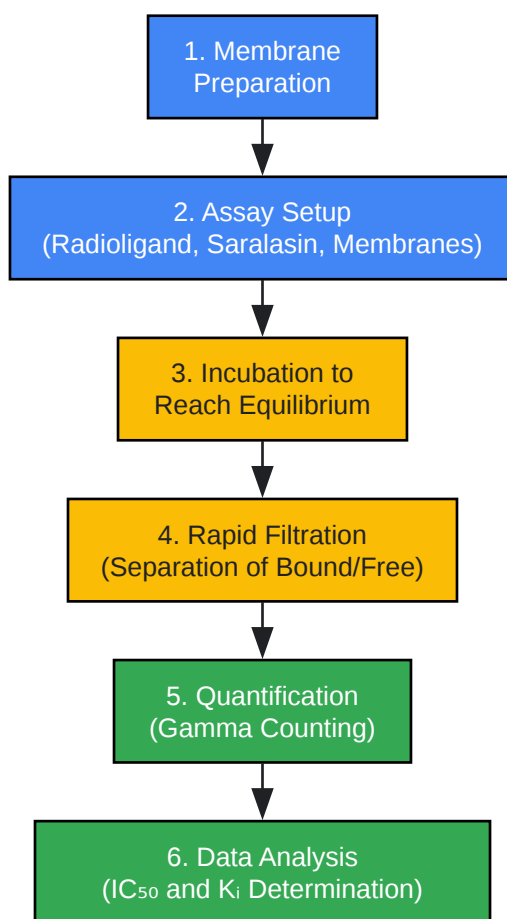 1. Membrane
Preparation
2. Assay Setup
(Radioligand, Saralasin, Membranes)
3. Incubation to
Reach Equilibrium
4. Rapid Filtration
(Separation of Bound/Free)
5. Quantification
(Gamma Counting)
6. Data Analysis
(IC₅₀ and Kᵢ Determination)